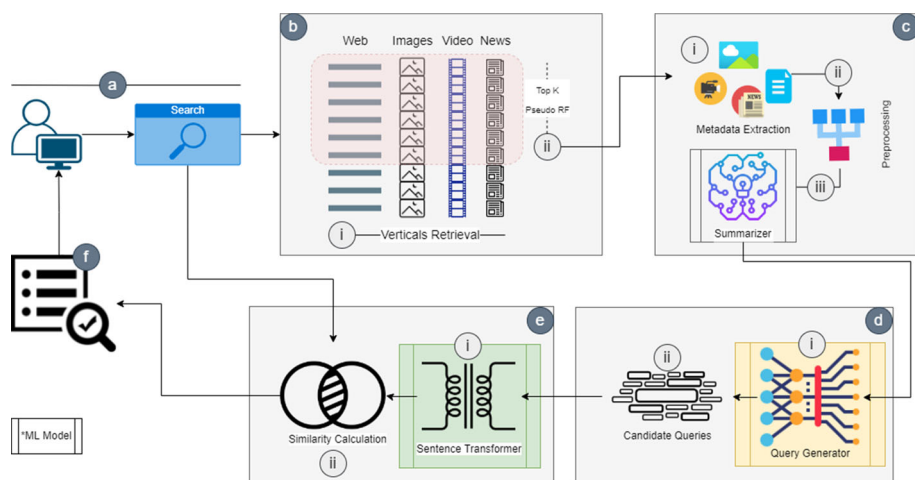 b
c
Web Images Video News
i
a
ii
Search
Top K
Pseudo RF
NEWS
Metadata Extraction
ii
Preprocessing
iii
i
Verticals Retrieval
Summarizer
f
e
d
i
ii
i
Similarity Calculation
Sentence Transformer
Candidate Queries
Query Generator
*ML Model
ii